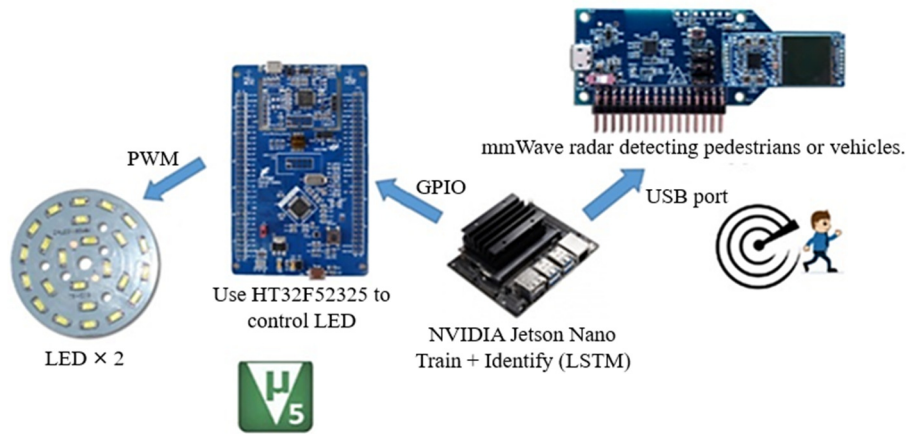 mmWave radar detecting pedestrians or vehicles.
PWM
GPIO
USB port
Use HT32F52325 to
control LED
NVIDIA Jetson Nano
Train + Identify (LSTM)
LED × 2
μ
5